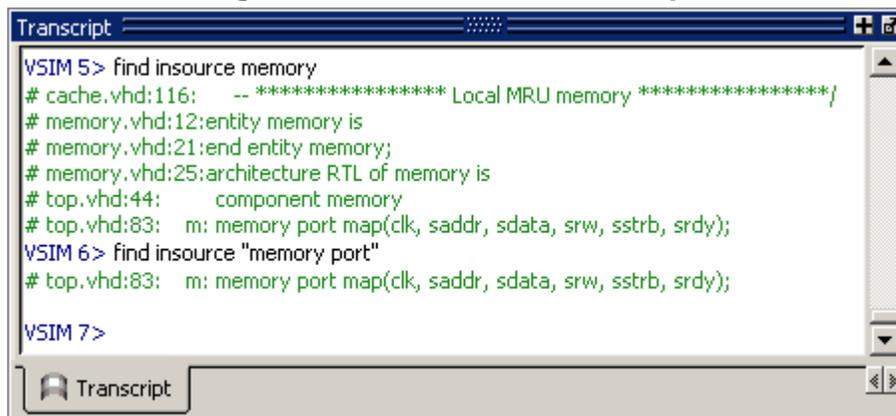 Transcript
VSIM 5> find insource memory
# cache.vhd:116:    -- **************** Local MRU memory ****************/
# memory.vhd:12:entity memory is
# memory.vhd:21:end entity memory;
# memory.vhd:25:architecture RTL of memory is
# top.vhd:44:       component memory
# top.vhd:83:   m: memory port map(clk, saddr, sdata, srw, sstrb, srdy);
VSIM 6> find insource "memory port"
# top.vhd:83:   m: memory port map(clk, saddr, sdata, srw, sstrb, srdy);
VSIM 7>
Transcript